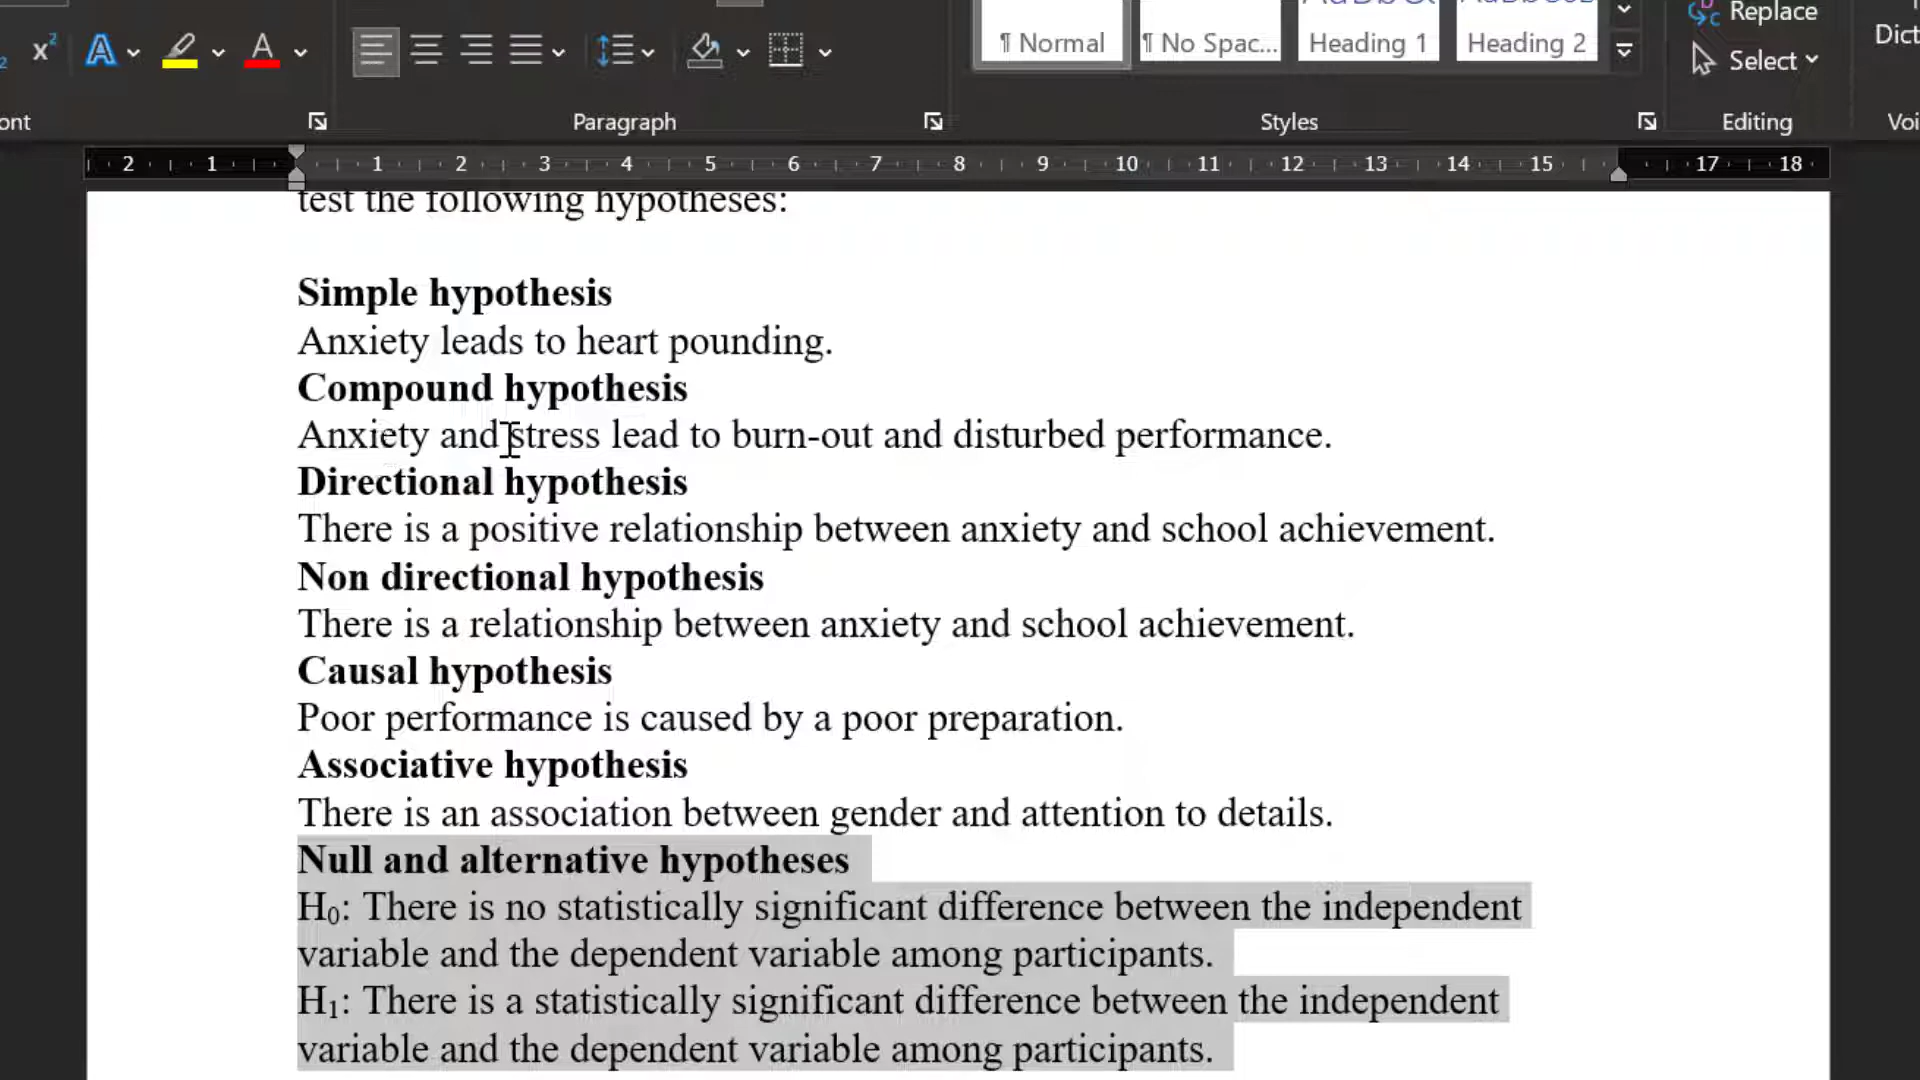 Replace
Dict
x²
A
A
¶ Normal
¶ No Spac...
Heading 1
Heading 2
Select
ont
Paragraph
Styles
Editing
Voi
2 1 1 2 3 4 5 6 7 8 9 10 11 12 13 14 15 17 18
test the following hypotheses:
Simple hypothesis
Anxiety leads to heart pounding.
Compound hypothesis
Anxiety and stress lead to burn-out and disturbed performance.
Directional hypothesis
There is a positive relationship between anxiety and school achievement.
Non directional hypothesis
There is a relationship between anxiety and school achievement.
Causal hypothesis
Poor performance is caused by a poor preparation.
Associative hypothesis
There is an association between gender and attention to details.
Null and alternative hypotheses
H₀: There is no statistically significant difference between the independent
variable and the dependent variable among participants.
H₁: There is a statistically significant difference between the independent
variable and the dependent variable among participants.